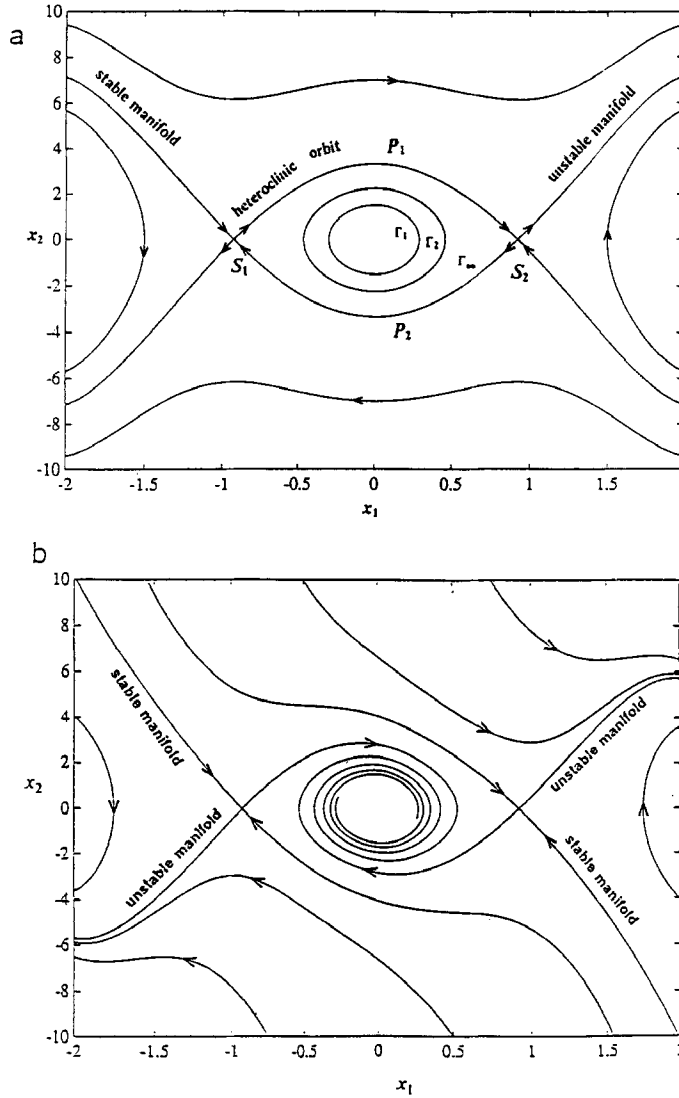 a
10
8
stable manifold
unstable manifold
6
heteroclinic orbit
P₁
4
2
x₂ 0
Γ₁ Γ₂ Γ∞
S₁ S₂
-2
P₂
-4
-6
-8
-10
-2 -1.5 -1 -0.5 0 0.5 1 1.5
x₁
b
10
8
6
stable manifold
unstable manifold
4
2
x₂ 0
unstable manifold
stable manifold
-2
-4
-6
-8
-10
-2 -1.5 -1 -0.5 0 0.5 1 1.5
x₁